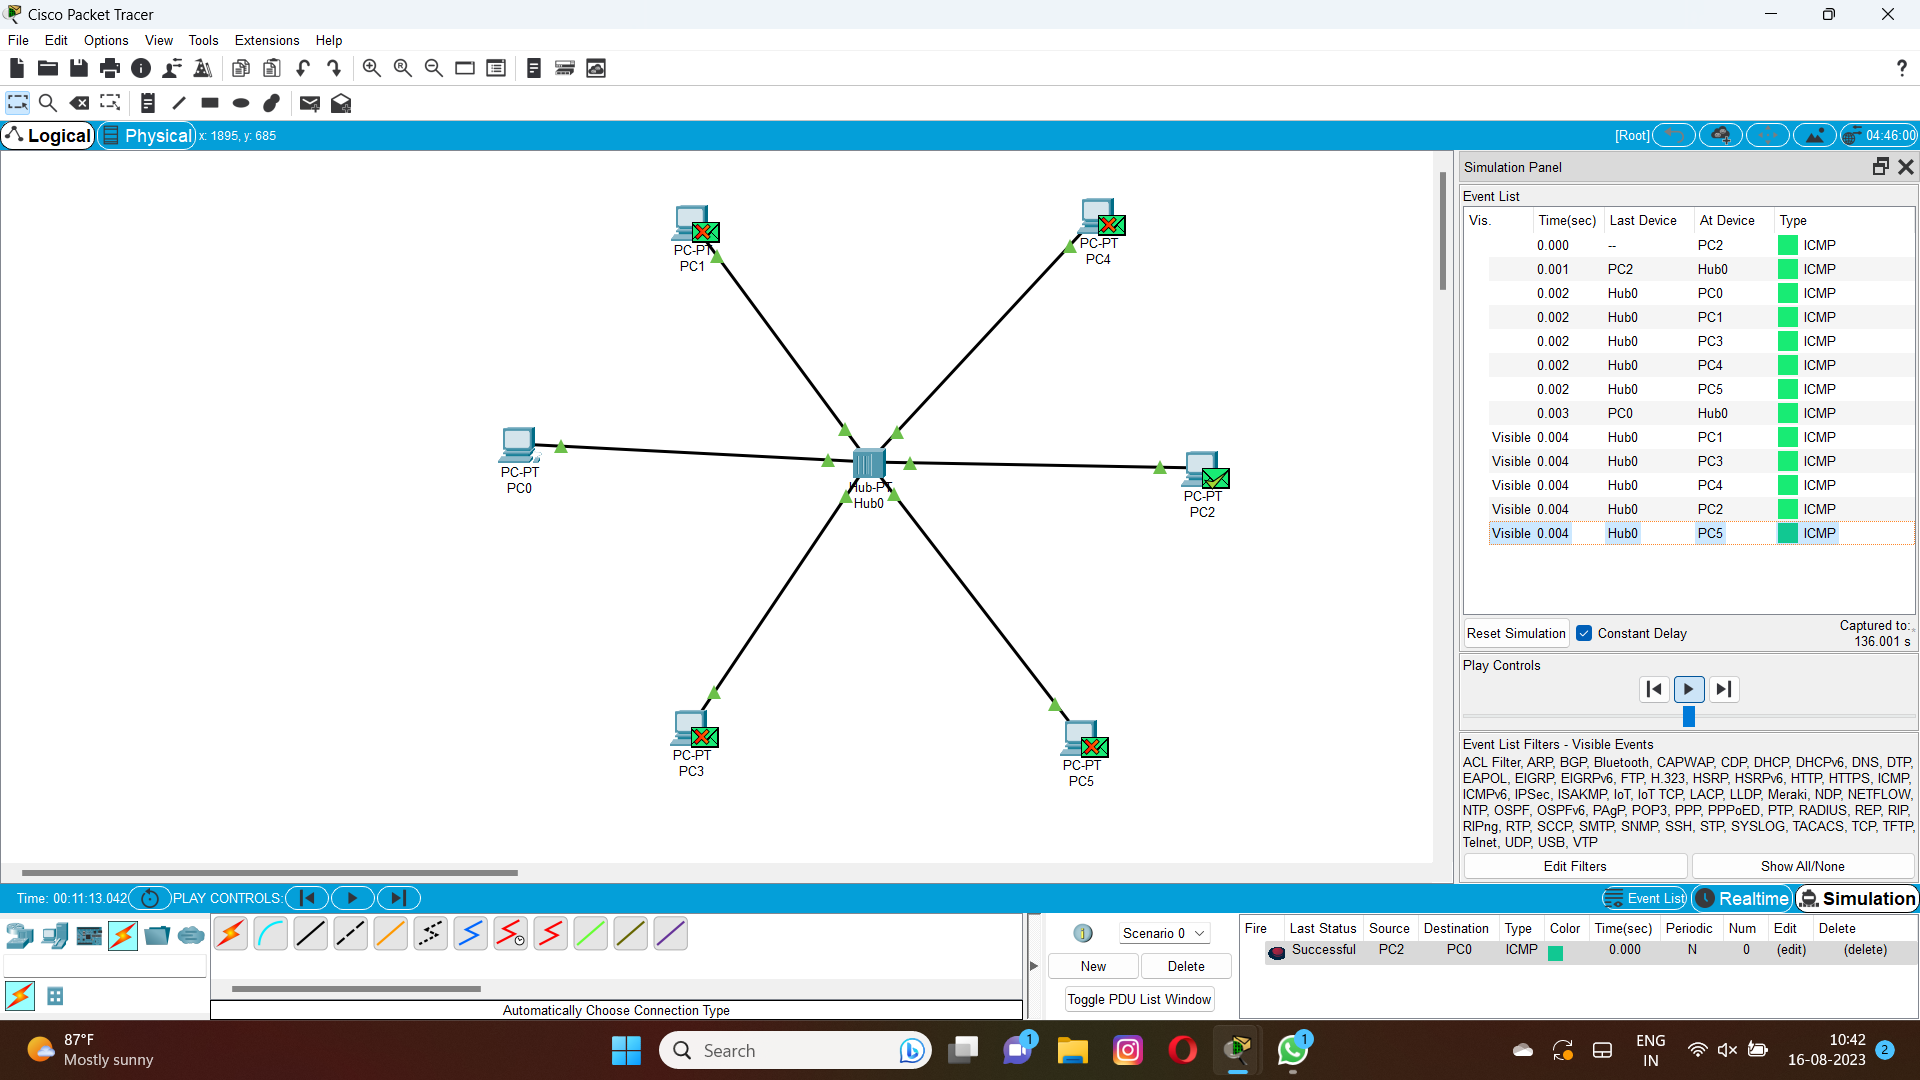 Cisco Packet Tracer
File Edit Options View Tools Extensions Help
Logical Physical x: 1895, y: 685 [Root] 04:46:00
PC-PT
PC1
PC-PT
PC4
PC-PT
PC0
Hub-PT
Hub0
PC-PT
PC2
PC-PT
PC3
PC-PT
PC5
Simulation Panel
Event List
Vis. Time(sec) Last Device At Device Type
0.000 -- PC2 ICMP
0.001 PC2 Hub0 ICMP
0.002 Hub0 PC0 ICMP
0.002 Hub0 PC1 ICMP
0.002 Hub0 PC3 ICMP
0.002 Hub0 PC4 ICMP
0.002 Hub0 PC5 ICMP
0.003 PC0 Hub0 ICMP
Visible 0.004 Hub0 PC1 ICMP
Visible 0.004 Hub0 PC3 ICMP
Visible 0.004 Hub0 PC4 ICMP
Visible 0.004 Hub0 PC2 ICMP
Visible 0.004 Hub0 PC5 ICMP
Reset Simulation Constant Delay Captured to:
136.001 s
Play Controls
Event List Filters - Visible Events
ACL Filter, ARP, BGP, Bluetooth, CAPWAP, CDP, DHCP, DHCPv6, DNS, DTP,
EAPOL, EIGRP, EIGRPv6, FTP, H.323, HSRP, HSRPv6, HTTP, HTTPS, ICMP,
ICMPv6, IPSec, ISAKMP, IoT, IoT TCP, LACP, LLDP, Meraki, NDP, NETFLOW,
NTP, OSPF, OSPFv6, PAgP, POP3, PPP, PPPoED, PTP, RADIUS, REP, RIP,
RIPng, RTP, SCCP, SMTP, SNMP, SSH, STP, SYSLOG, TACACS, TCP, TFTP,
Telnet, UDP, USB, VTP
Edit Filters Show All/None
Time: 00:11:13.042 PLAY CONTROLS: Event List Realtime Simulation
Scenario 0
New Delete
Toggle PDU List Window
Fire Last Status Source Destination Type Color Time(sec) Periodic Num Edit Delete
Successful PC2 PC0 ICMP 0.000 N 0 (edit) (delete)
Automatically Choose Connection Type
87°F
Mostly sunny
Search
1
1
ENG
IN
10:42
16-08-2023
2